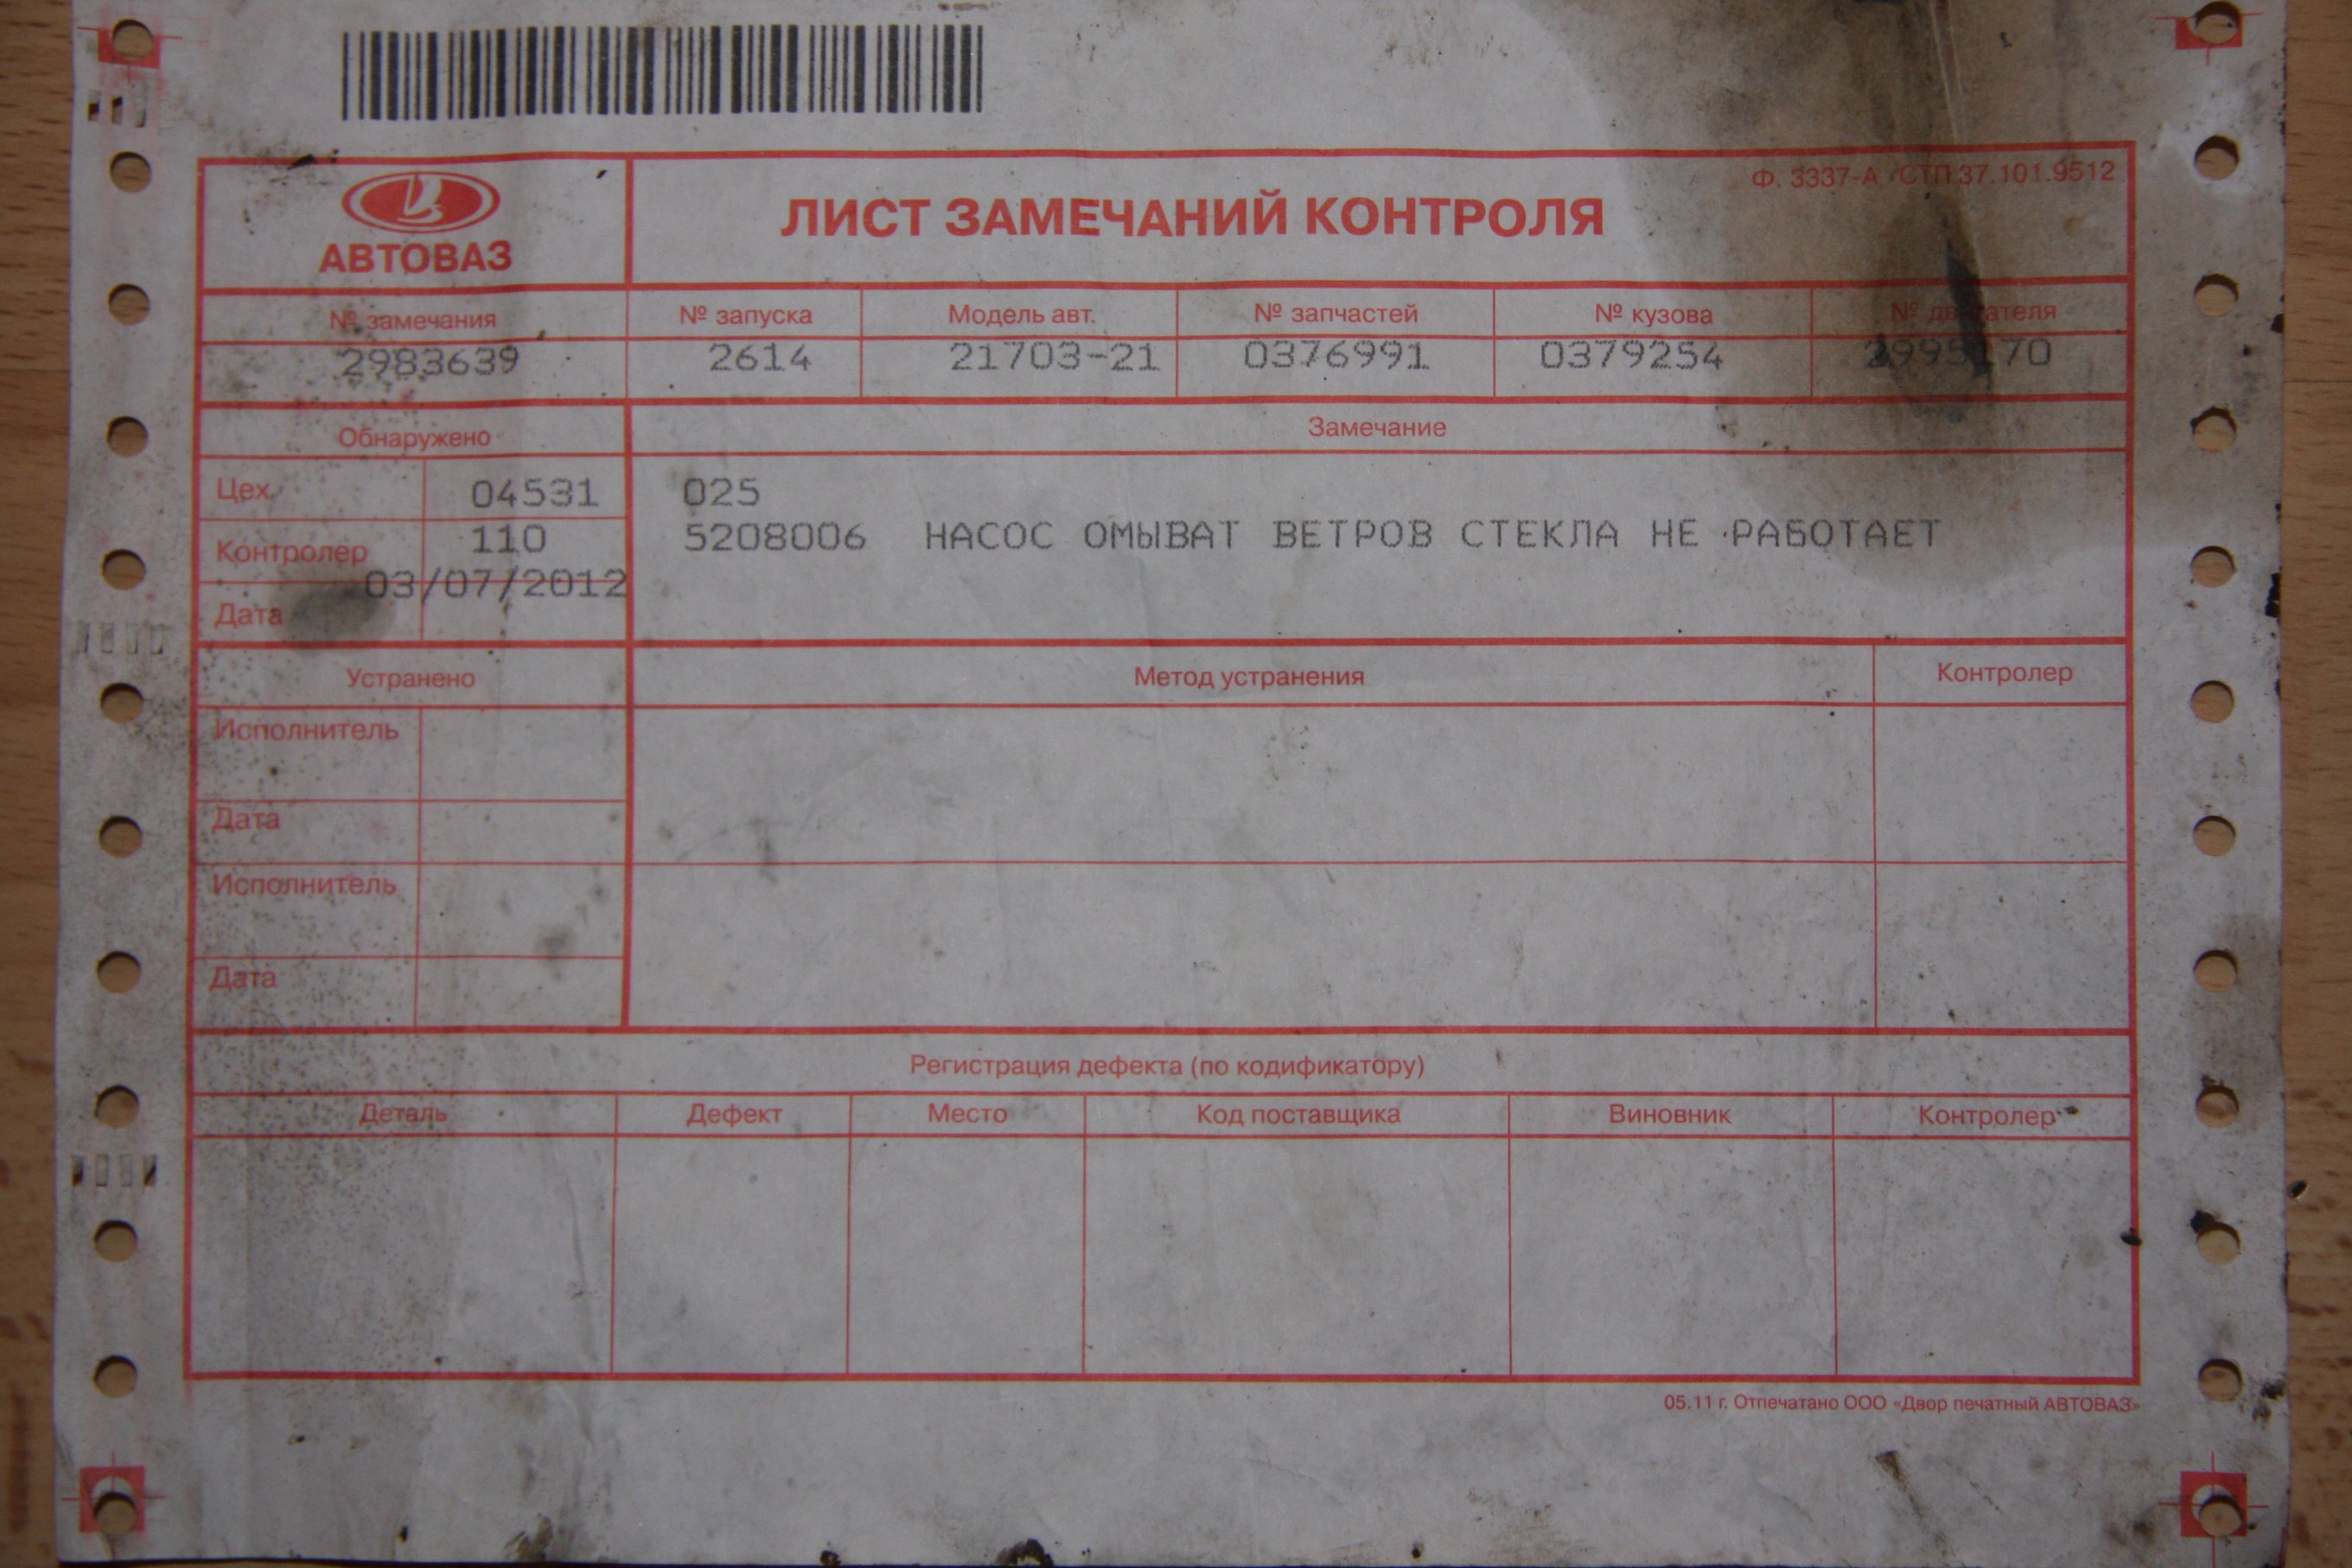 Ф. 3337-А СТП 37.101.9512
АВТОВАЗ
ЛИСТ ЗАМЕЧАНИЙ КОНТРОЛЯ
№ замечания № запуска Модель авт. № запчастей № кузова № двигателя
2983639 2614 21703-21 0376991 0379254
Обнаружено Замечание
Цех 04531 025
Контролер 110 5208006 НАСОС ОМЫВАТ ВЕТРОВ СТЕКЛА НЕ РАБОТАЕТ
Дата 03/07/2012
Устранено Метод устранения Контролер
Исполнитель
Дата
Исполнитель
Дата
Регистрация дефекта (по кодификатору)
Деталь Дефект Место Код поставщика Виновник Контролер
05.11 г. Отпечатано ООО «Двор печатный АВТОВАЗ»